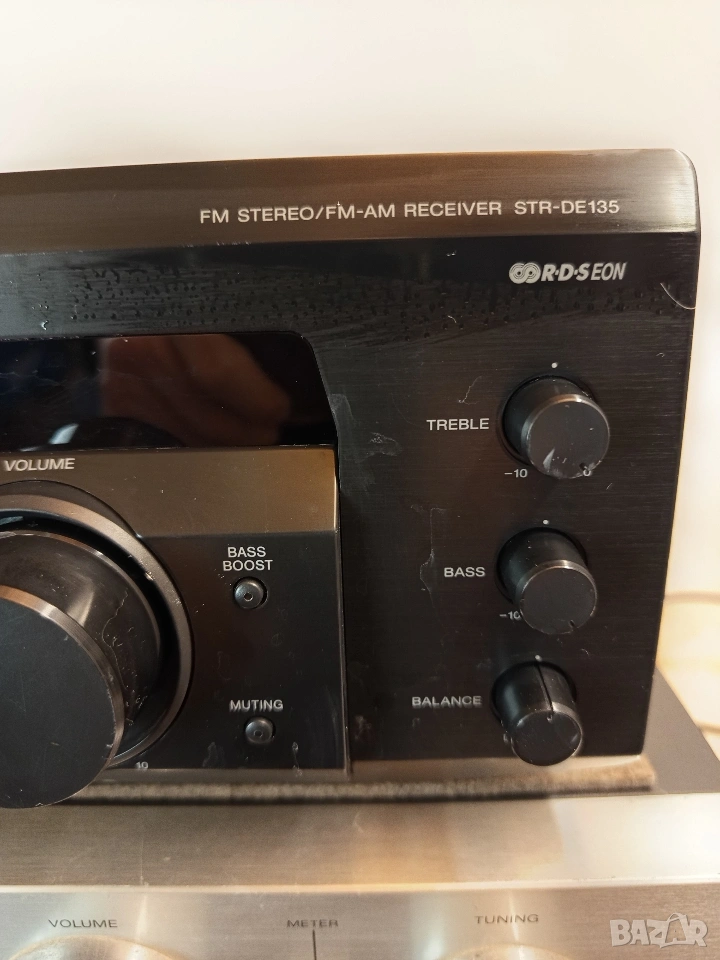 FM STEREO/FM-AM RECEIVER STR-DE135
R·D·S EON
TREBLE
-10
VOLUME
BASS
BOOST
BASS
-10
MUTING
BALANCE
10
VOLUME
METER
TUNING
BAZAR